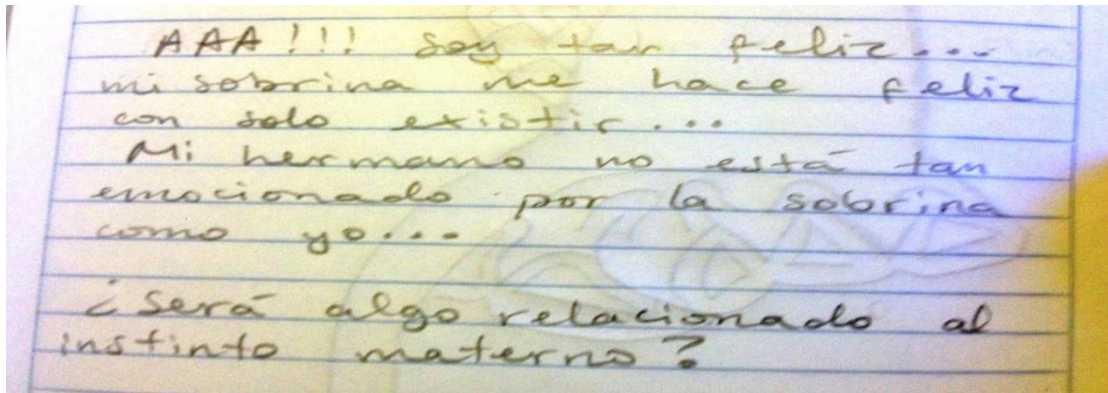 AAA!!! Soy tan feliz...
mi sobrina me hace feliz
con solo existir...
Mi hermano no está tan
emocionado por la sobrina
como yo...
¿Será algo relacionado al
instinto materno?